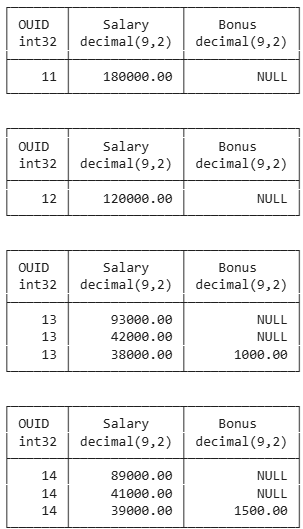 OUID Salary Bonus
int32 decimal(9,2) decimal(9,2)
11 180000.00 NULL
OUID Salary Bonus
int32 decimal(9,2) decimal(9,2)
12 120000.00 NULL
OUID Salary Bonus
int32 decimal(9,2) decimal(9,2)
13 93000.00 NULL
13 42000.00 NULL
13 38000.00 1000.00
OUID Salary Bonus
int32 decimal(9,2) decimal(9,2)
14 89000.00 NULL
14 41000.00 NULL
14 39000.00 1500.00